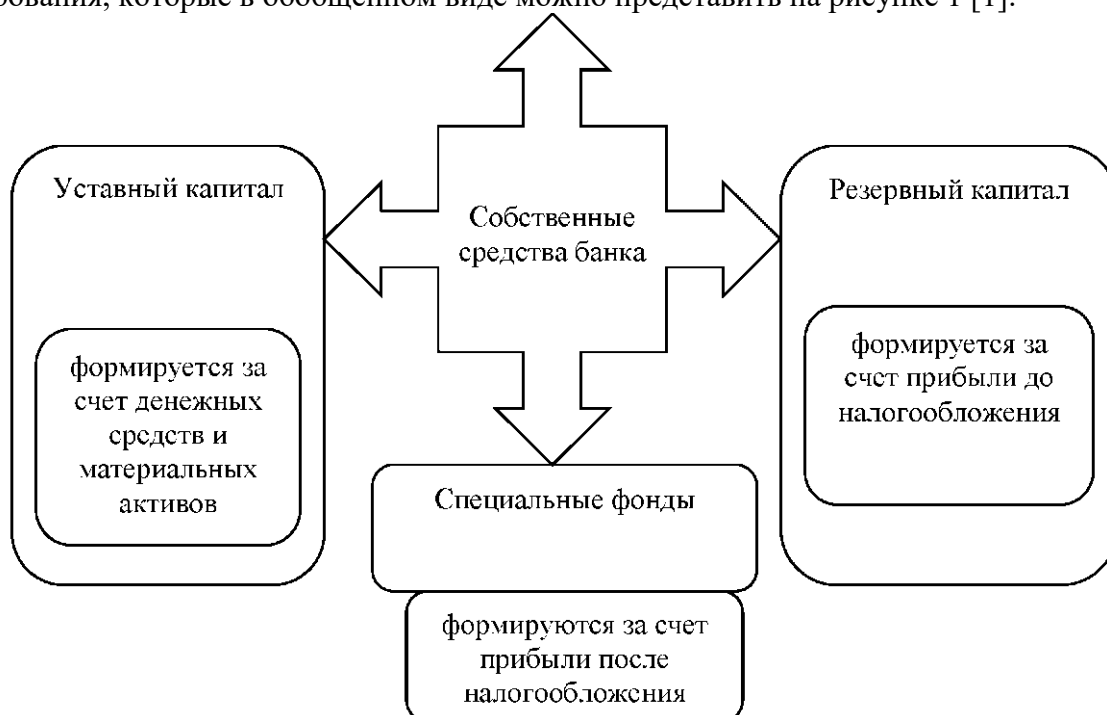 рования, которые в обобщенном виде можно представить на рисунке 1 [1].
Уставный капитал
формируется за
счет денежных
средств и
материальных
активов
Собственные
средства банка
Резервный капитал
формируется за
счет прибыли до
налогообложения
Специальные фонды
формируются за счет
прибыли после
налогообложения